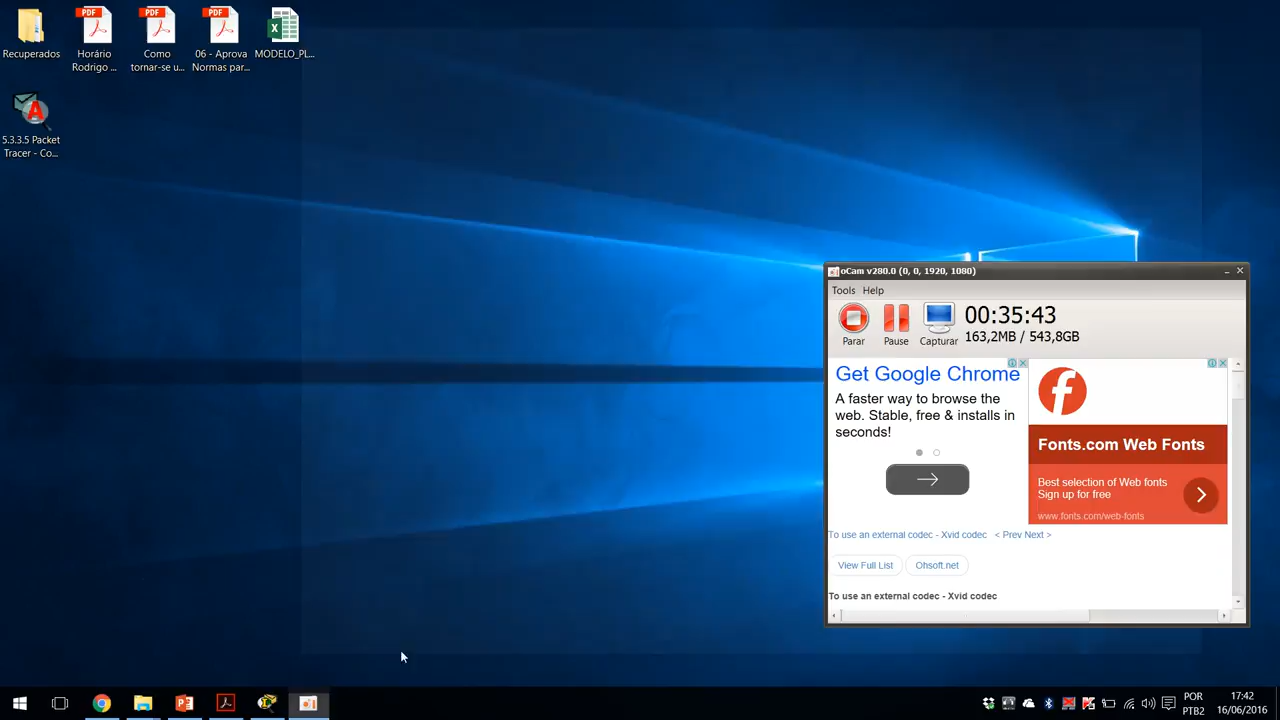 Recuperados
Horário
Rodrigo ...
Como
tornar-se u...
06 - Aprova
Normas par...
MODELO_PL...
5.3.3.5 Packet
Tracer - Co...
oCam v280.0 (0, 0, 1920, 1080)
Tools Help
Parar
Pause
Capturar
00:35:43
163,2MB / 543,8GB
Get Google Chrome
A faster way to browse the
web. Stable, free & installs in
seconds!
Fonts.com Web Fonts
Best selection of Web fonts
Sign up for free
www.fonts.com/web-fonts
To use an external codec - Xvid codec < Prev Next >
View Full List
Ohsoft.net
To use an external codec - Xvid codec
POR
PTB2
17:42
16/06/2016